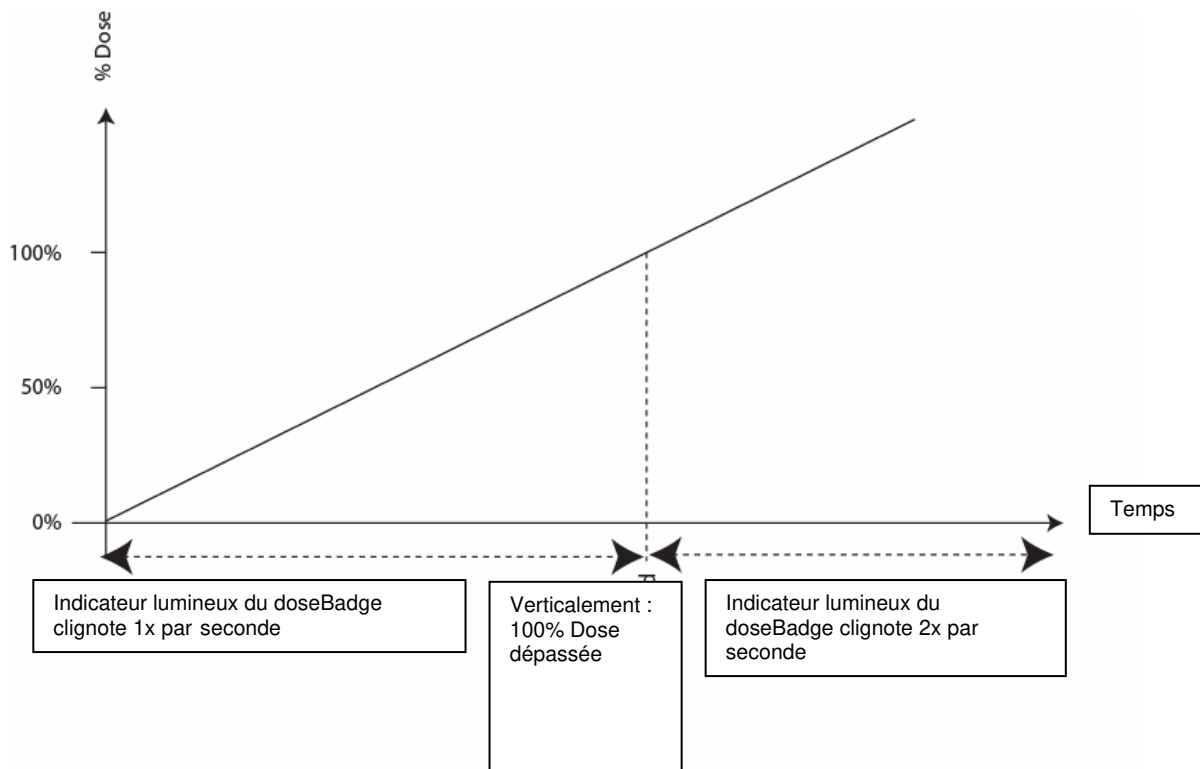 % Dose
100%
50%
0%
Temps
Indicateur lumineux du doseBadge
clignote 1x par seconde
Verticalement :
100% Dose
dépassée
Indicateur lumineux du
doseBadge clignote 2x par
seconde